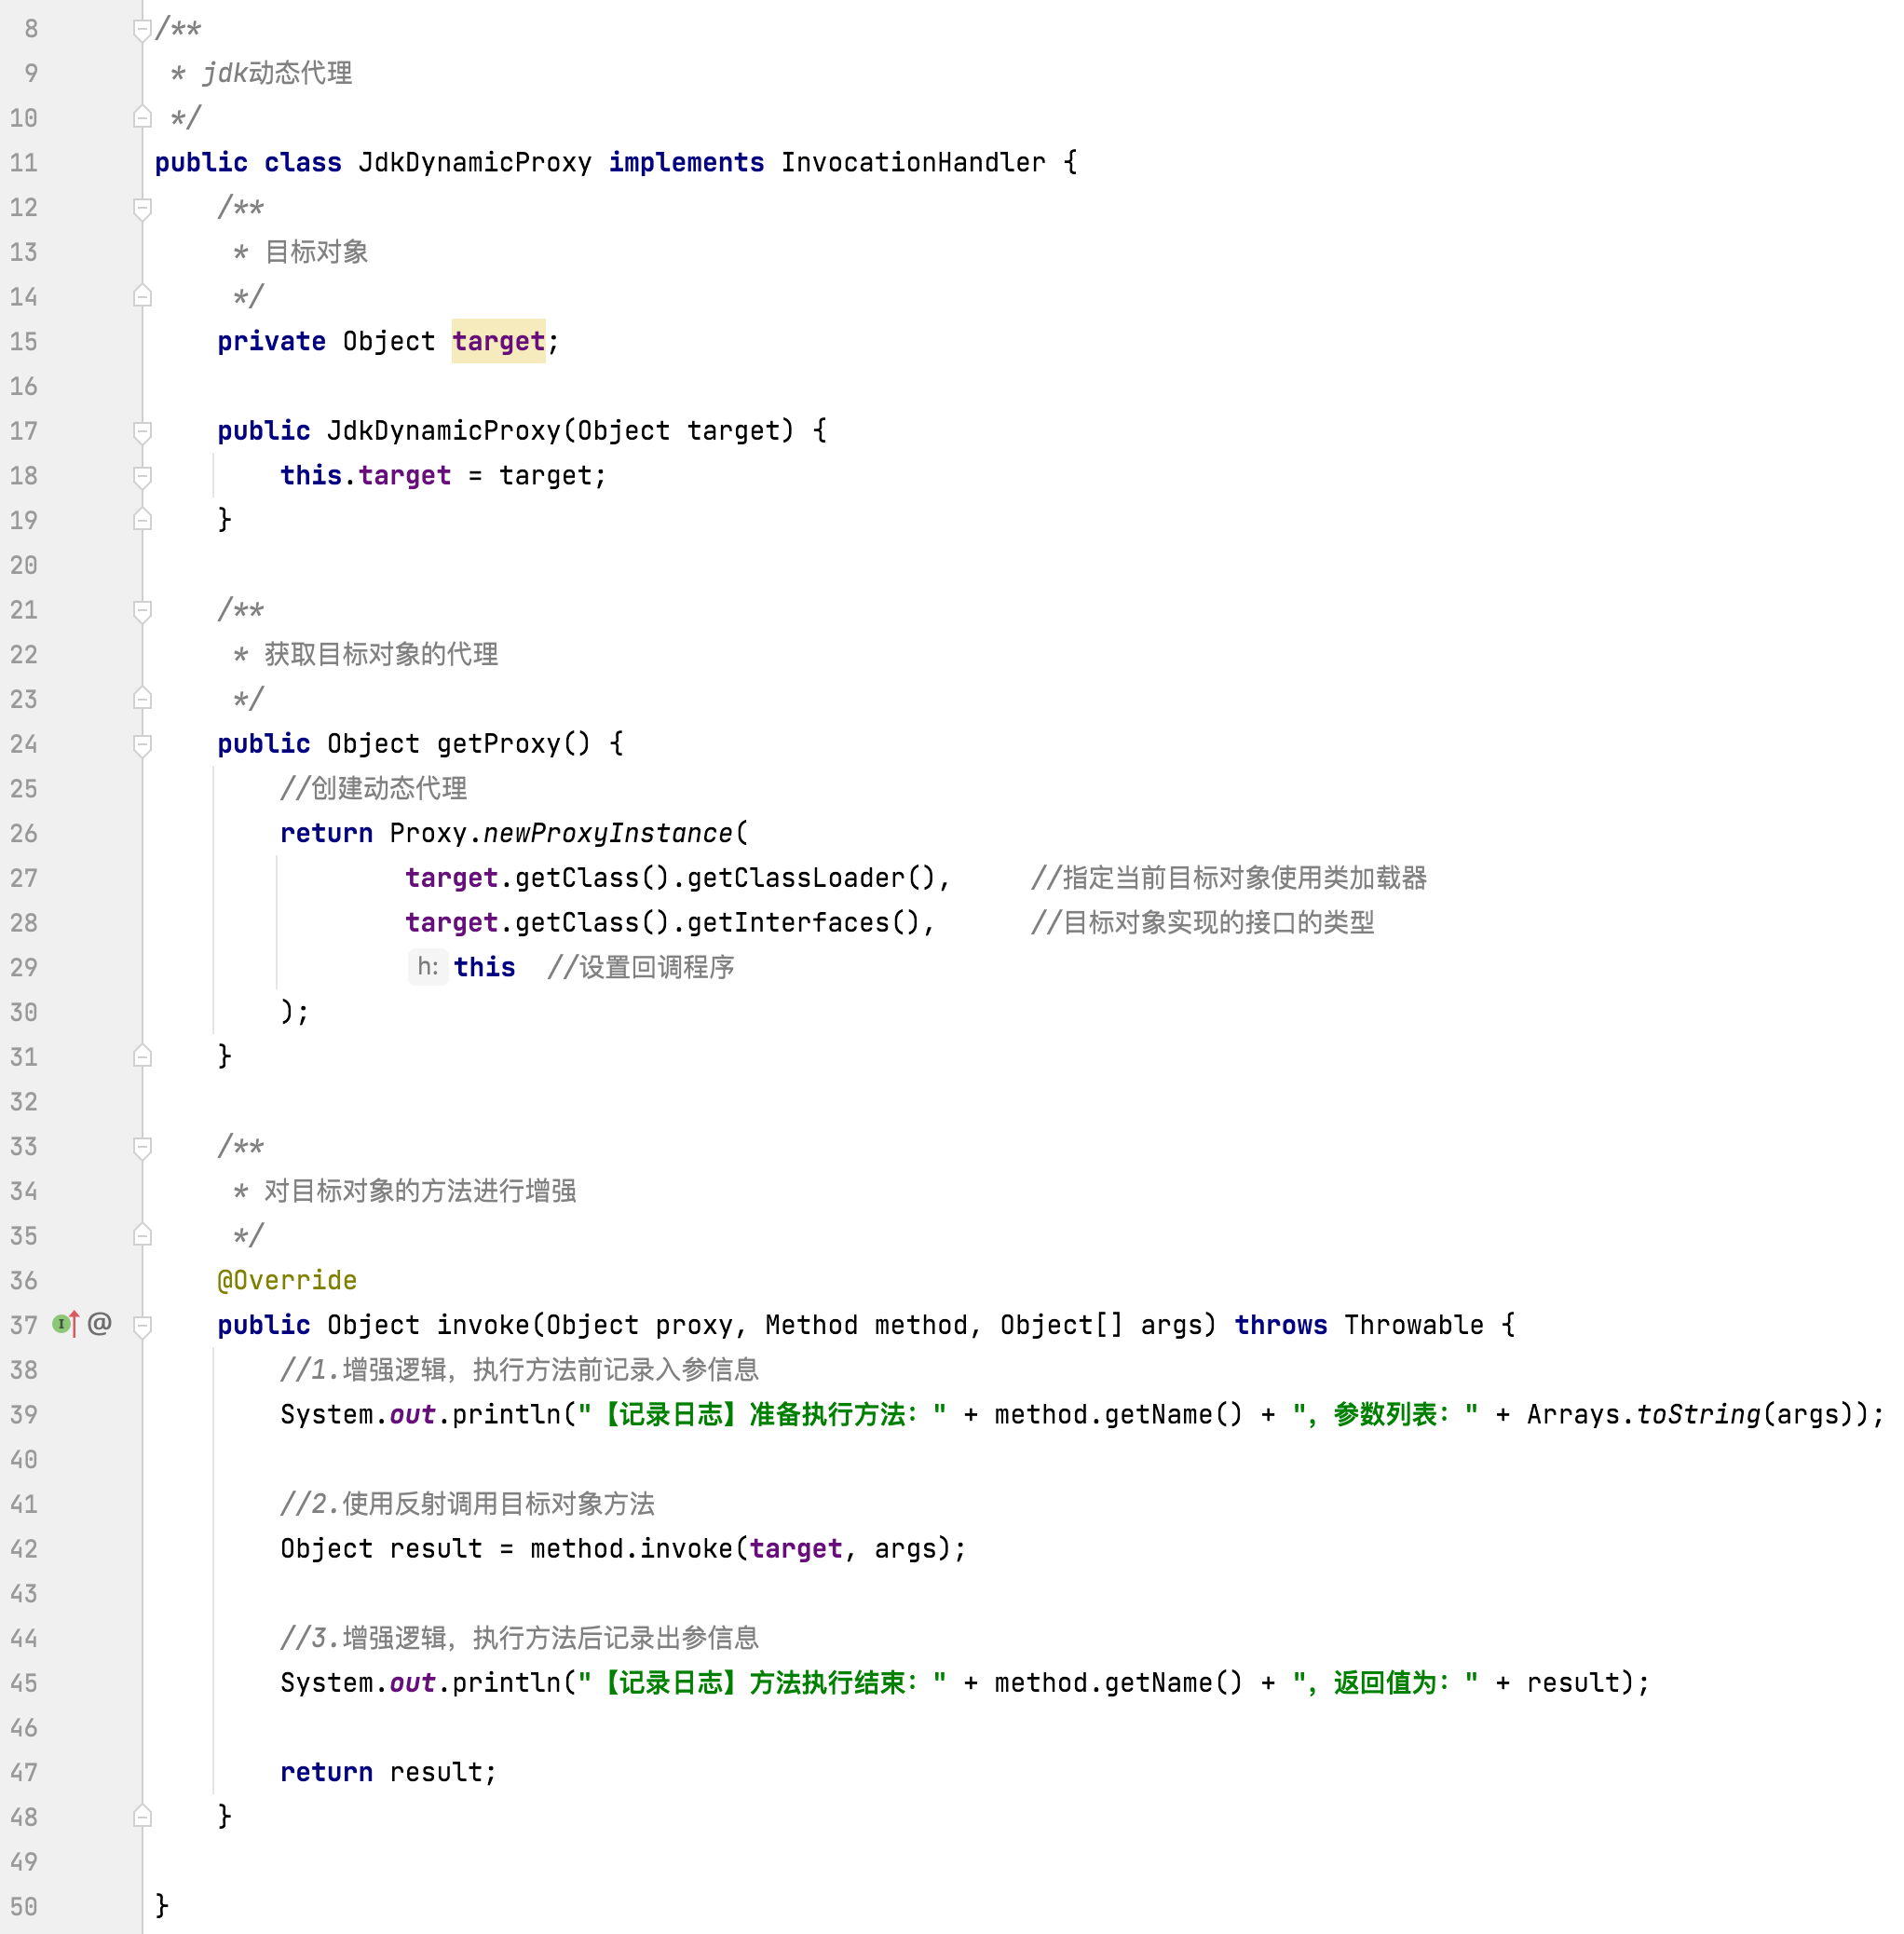 8 /**
9  * jdk动态代理
10  */
11 public class JdkDynamicProxy implements InvocationHandler {
12     /**
13      * 目标对象
14      */
15     private Object target;
16
17     public JdkDynamicProxy(Object target) {
18         this.target = target;
19     }
20
21     /**
22      * 获取目标对象的代理
23      */
24     public Object getProxy() {
25         //创建动态代理
26         return Proxy.newProxyInstance(
27                 target.getClass().getClassLoader(),     //指定当前目标对象使用类加载器
28                 target.getClass().getInterfaces(),      //目标对象实现的接口的类型
29                 h: this  //设置回调程序
30         );
31     }
32
33     /**
34      * 对目标对象的方法进行增强
35      */
36     @Override
37 I @ public Object invoke(Object proxy, Method method, Object[] args) throws Throwable {
38         //1.增强逻辑，执行方法前记录入参信息
39         System.out.println("【记录日志】准备执行方法：" + method.getName() + "，参数列表：" + Arrays.toString(args));
40
41         //2.使用反射调用目标对象方法
42         Object result = method.invoke(target, args);
43
44         //3.增强逻辑，执行方法后记录出参信息
45         System.out.println("【记录日志】方法执行结束：" + method.getName() + "，返回值为：" + result);
46
47         return result;
48     }
49
50 }